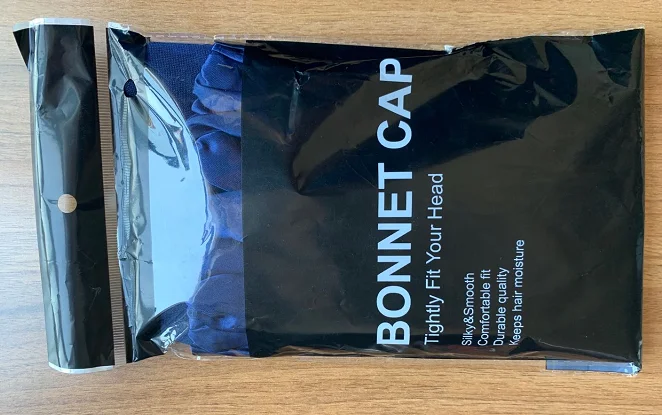 BONNET CAP
Tightly Fit Your Head
Silky&Smooth
Comfortable fit
Durable quality
Keeps hair moisture